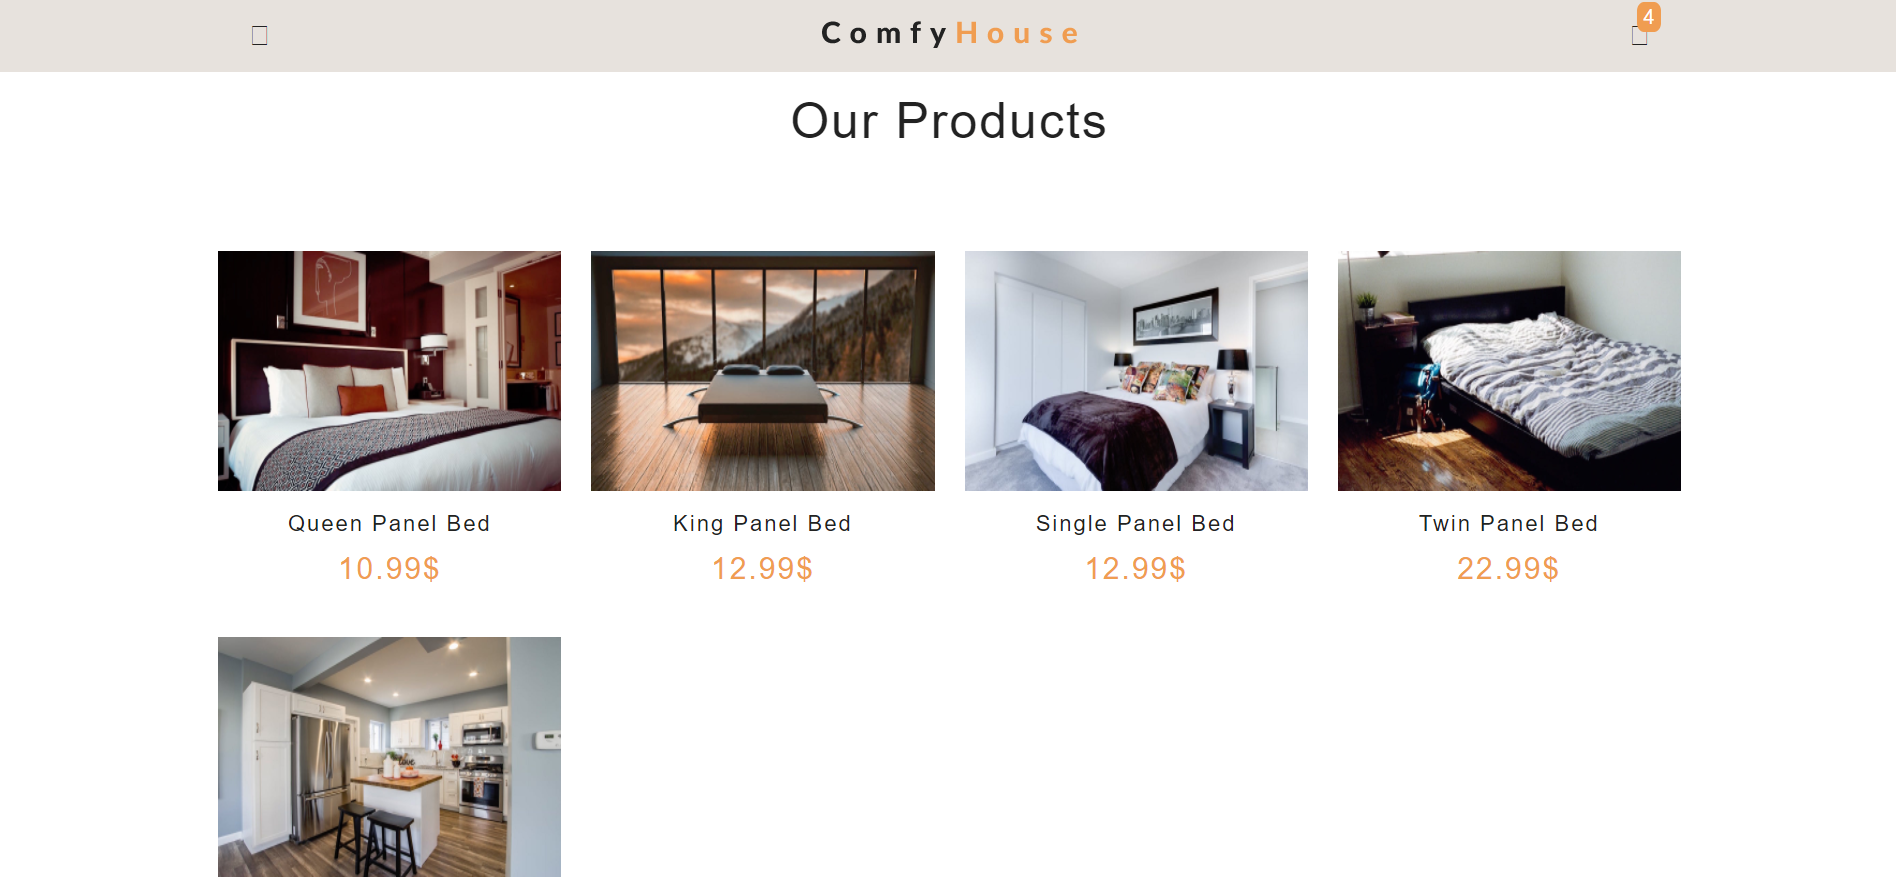 ComfyHouse
4
Our Products
Queen Panel Bed
10.99$
King Panel Bed
12.99$
Single Panel Bed
12.99$
Twin Panel Bed
22.99$